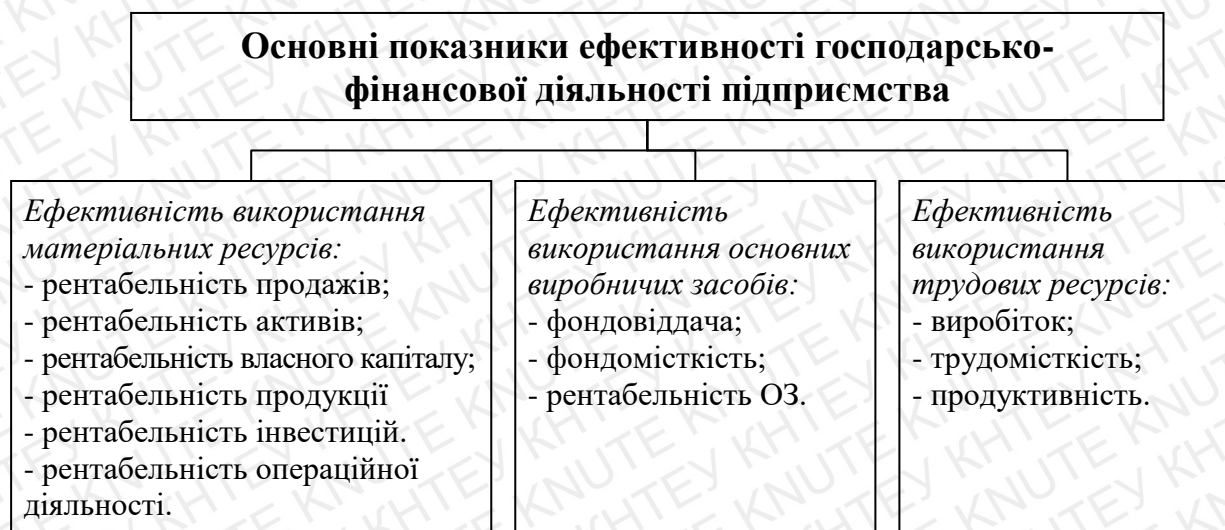 Основні показники ефективності господарсько-
фінансової діяльності підприємства
Ефективність використання
матеріальних ресурсів:
- рентабельність продажів;
- рентабельність активів;
- рентабельність власного капіталу;
- рентабельність продукції
- рентабельність інвестицій.
- рентабельність операційної
діяльності.
Ефективність
використання основних
виробничих засобів:
- фондовіддача;
- фондомісткість;
- рентабельність ОЗ.
Ефективність
використання
трудових ресурсів:
- виробіток;
- трудомісткість;
- продуктивність.